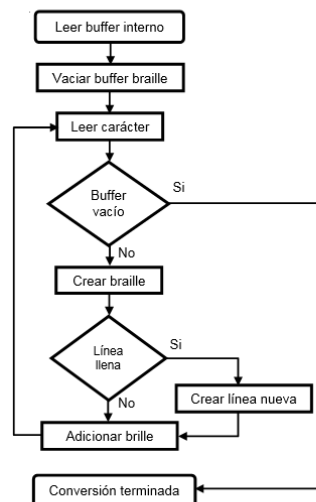 Leer buffer interno
Vaciar buffer braille
Leer carácter
Buffer
vacío
Si
No
Crear braille
Línea
llena
Si
No
Crear línea nueva
Adicionar brille
Conversión terminada